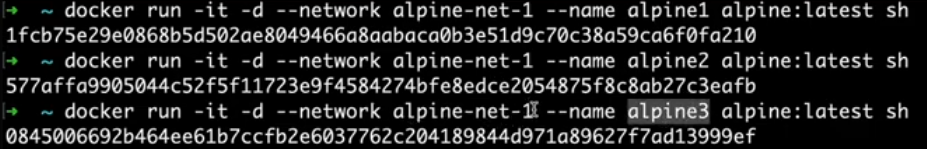 → ~ docker run -it -d --network alpine-net-1 --name alpine1 alpine:latest sh
1fcb75e29e0868b5d502ae8049466a8aabaca0b3e51d9c70c38a59ca6f0fa210
→ ~ docker run -it -d --network alpine-net-1 --name alpine2 alpine:latest sh
577affa9905044c52f5f11723e9f4584274bfe8edce2054875f8c8ab27c3eafb
→ ~ docker run -it -d --network alpine-net-1 --name alpine3 alpine:latest sh
0845006692b464ee61b7ccfb2e6037762c204189844d971a89627f7ad13999ef